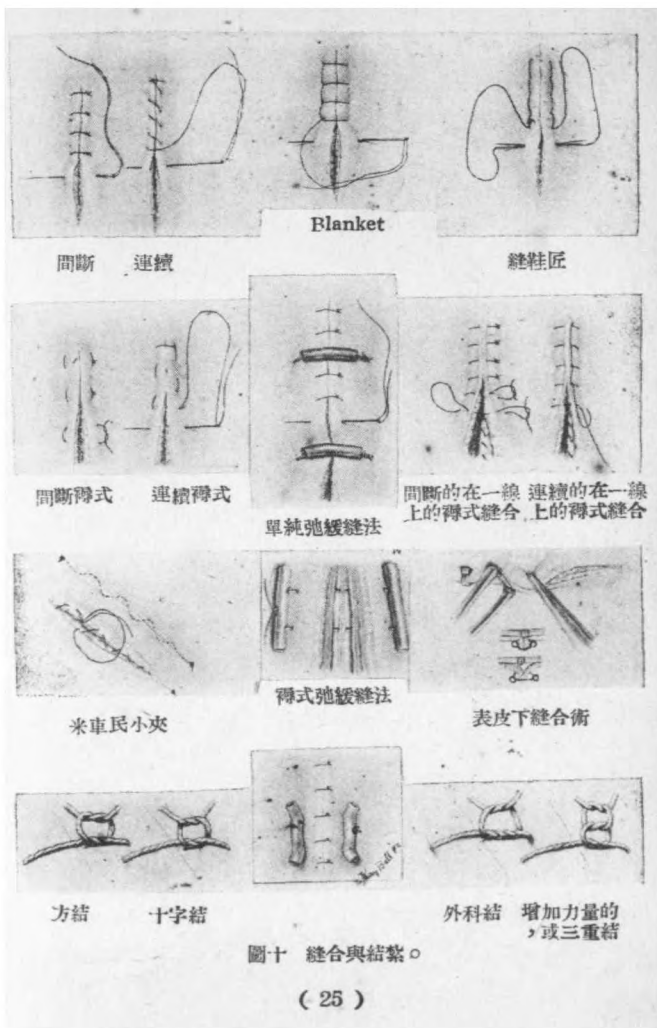 Blanket
間斷 連續 縫鞋匠
間斷褥式 連續褥式
單純弛緩縫法
間斷的在一線
上的褥式縫合
連續的在一線
上的褥式縫合
米車民小夾
褥式弛緩縫法
表皮下縫合術
方結 十字結 外科結
增加力量的
,或三重結
圖十 縫合與結紮。
( 25 )